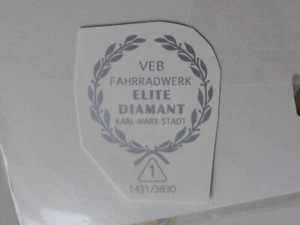 VEB
FAHRRADWERK
ELITE
DIAMANT
KARL-MARX-STADT
1
1431/3830